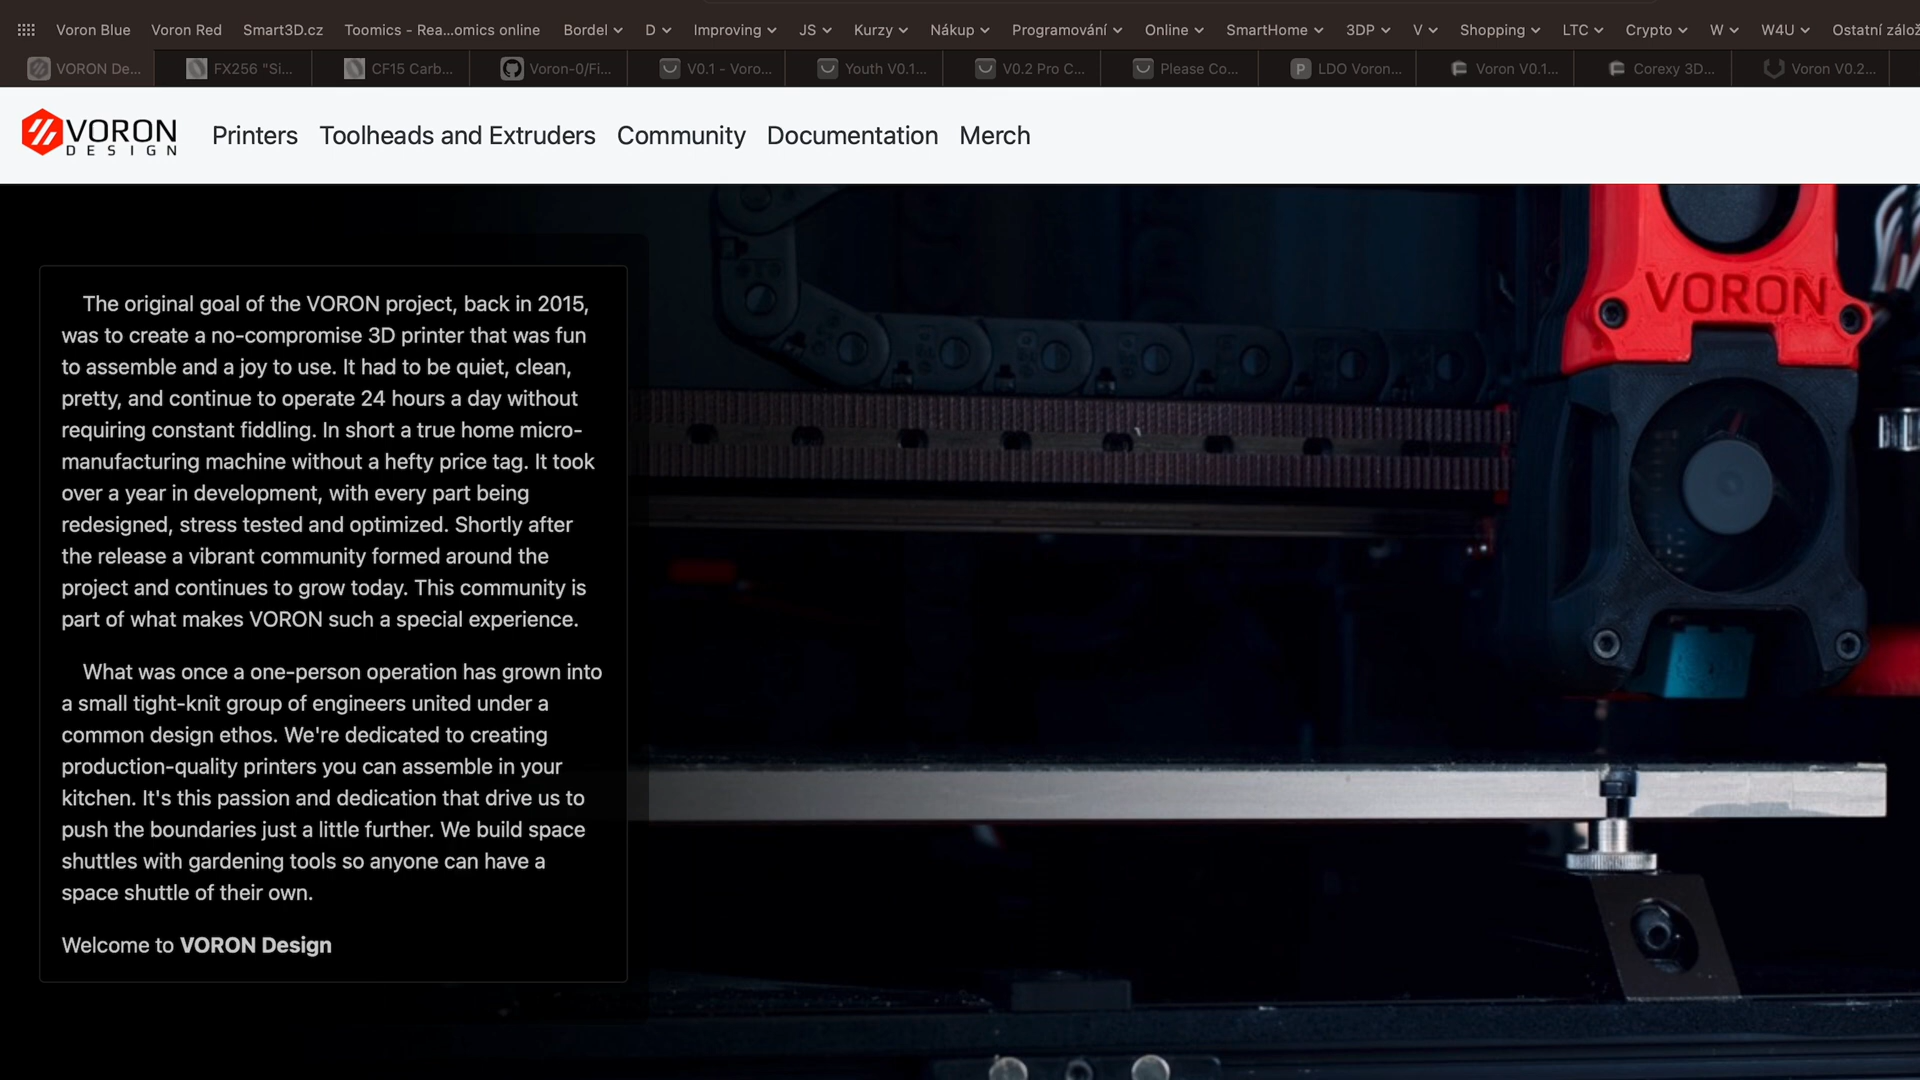 Voron Blue Voron Red Smart3D.cz Toomics - Rea...omics online Bordel D Improving JS Kurzy Nákup Programování Online SmartHome 3DP V Shopping LTC Crypto W W4U Ostatní zálož
VORON De... FX256 "Si... CF15 Carb... Voron-0/Fi... V0.1 - Voro... Youth V0.1... V0.2 Pro C... Please Co... LDO Voron... Voron V0.1... Corexy 3D... Voron V0.2...
VORON
DESIGN
Printers Toolheads and Extruders Community Documentation Merch
The original goal of the VORON project, back in 2015,
was to create a no-compromise 3D printer that was fun
to assemble and a joy to use. It had to be quiet, clean,
pretty, and continue to operate 24 hours a day without
requiring constant fiddling. In short a true home micro-
manufacturing machine without a hefty price tag. It took
over a year in development, with every part being
redesigned, stress tested and optimized. Shortly after
the release a vibrant community formed around the
project and continues to grow today. This community is
part of what makes VORON such a special experience.
What was once a one-person operation has grown into
a small tight-knit group of engineers united under a
common design ethos. We're dedicated to creating
production-quality printers you can assemble in your
kitchen. It's this passion and dedication that drive us to
push the boundaries just a little further. We build space
shuttles with gardening tools so anyone can have a
space shuttle of their own.
Welcome to VORON Design
VORON